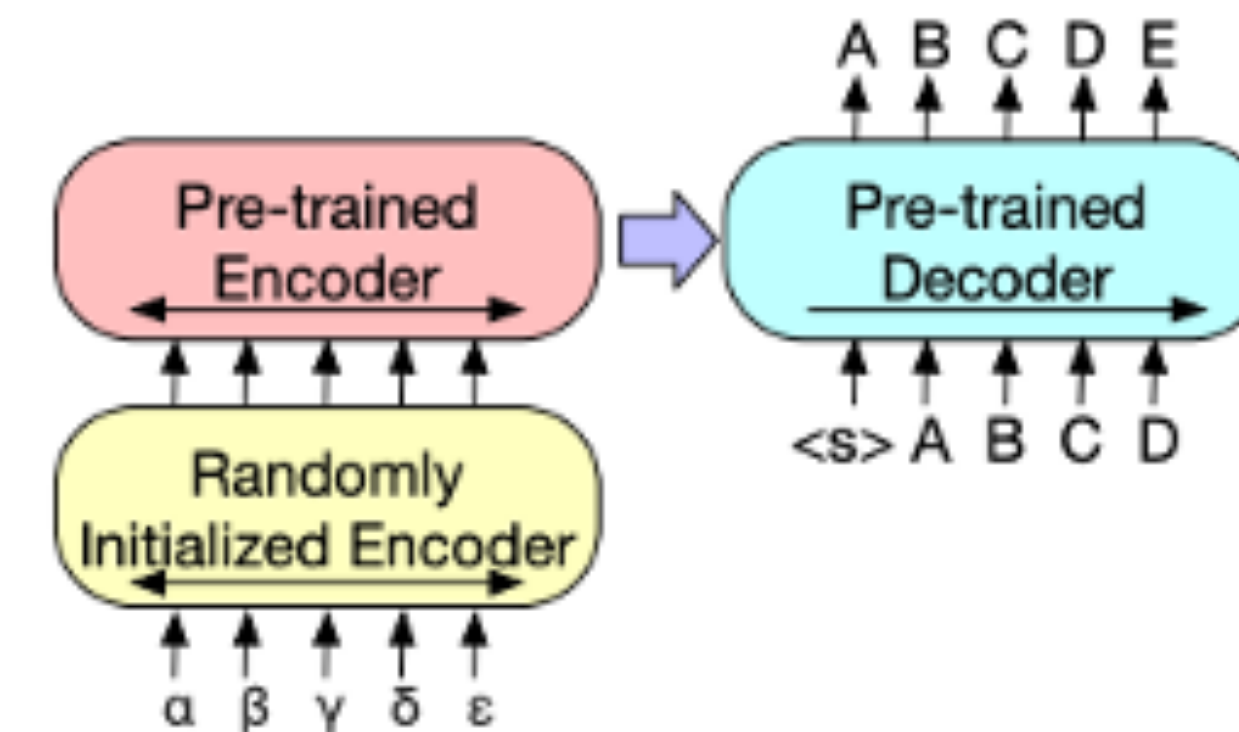 A B C D E
Pre-trained
Encoder
Pre-trained
Decoder
<s> A B C D
Randomly
Initialized Encoder
α β γ δ ε